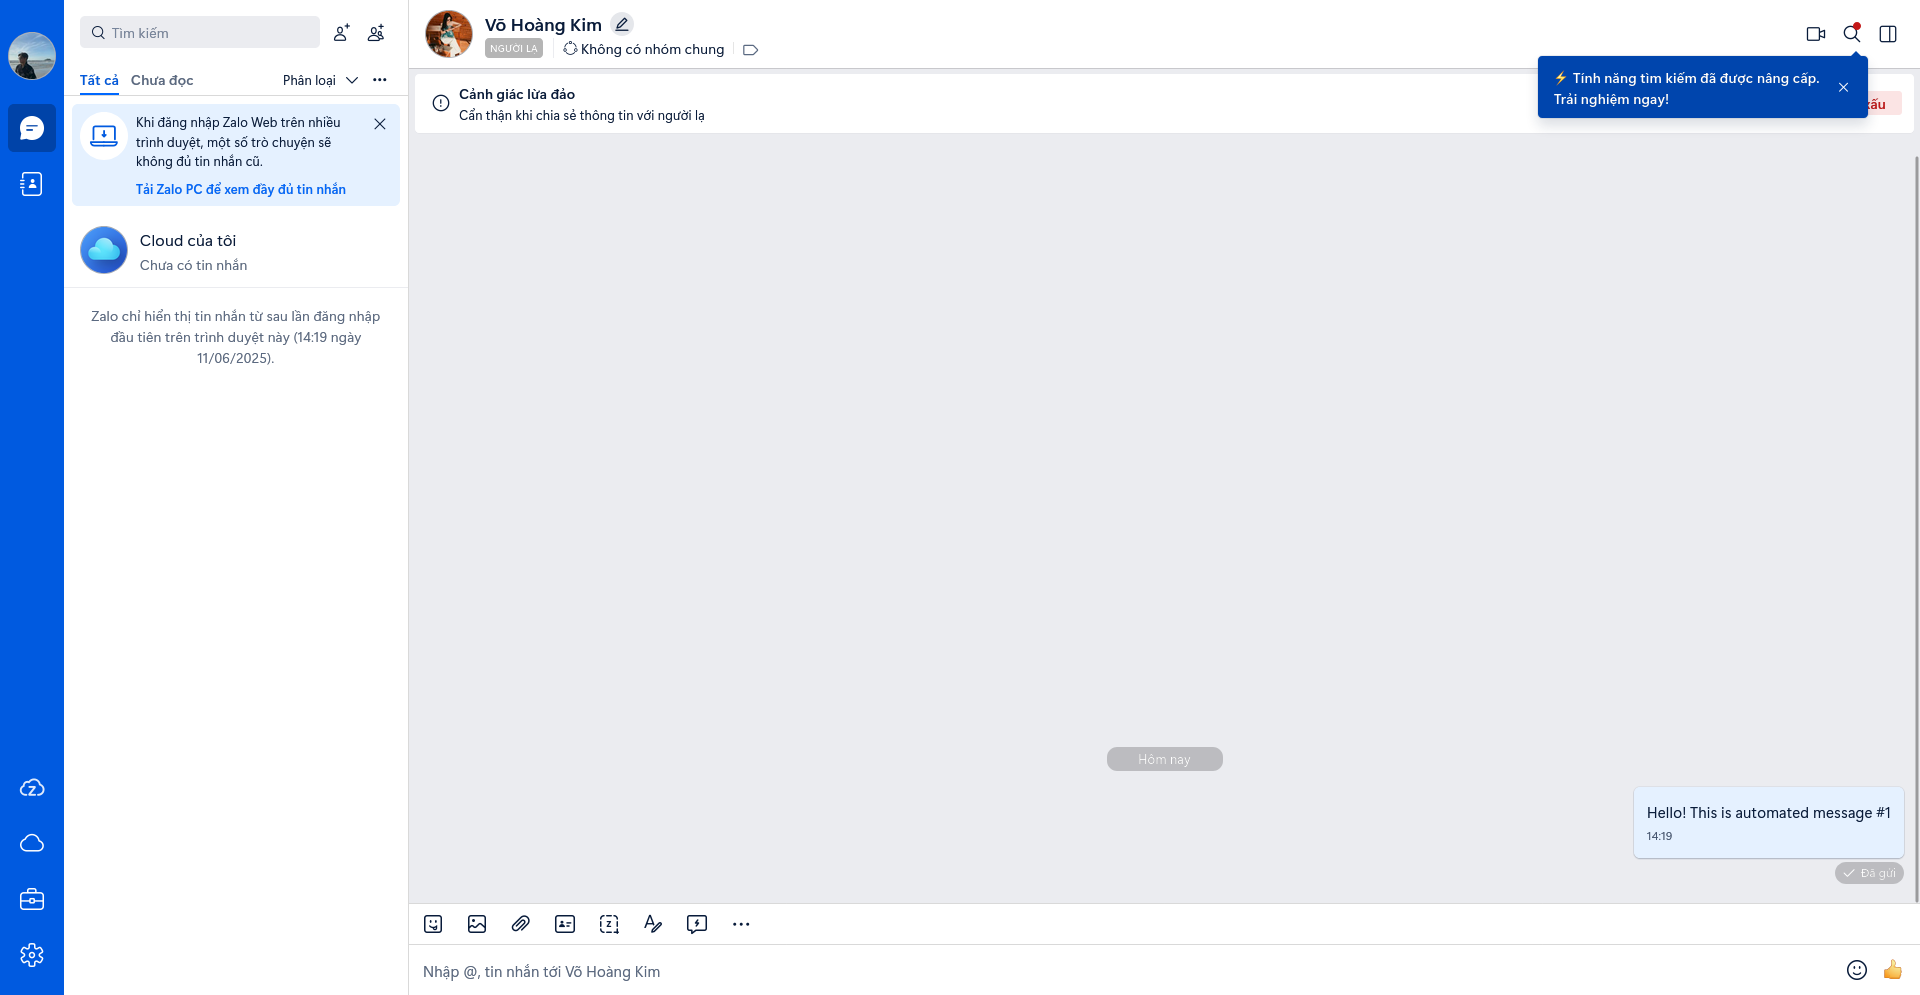 Tìm kiếm
Tất cả
Chưa đọc
Phân loại
Khi đăng nhập Zalo Web trên nhiều
trình duyệt, một số trò chuyện sẽ
không đủ tin nhắn cũ.
Tải Zalo PC để xem đầy đủ tin nhắn
Cloud của tôi
Chưa có tin nhắn
Zalo chỉ hiển thị tin nhắn từ sau lần đăng nhập
đầu tiên trên trình duyệt này (14:19 ngày
11/06/2025).
Võ Hoàng Kim
NGƯỜI LẠ
Không có nhóm chung
⚡ Tính năng tìm kiếm đã được nâng cấp.
Trải nghiệm ngay!
Cảnh giác lừa đảo
Cẩn thận khi chia sẻ thông tin với người lạ
Hôm nay
Hello! This is automated message #1
14:19
Đã gửi
Nhập @, tin nhắn tới Võ Hoàng Kim